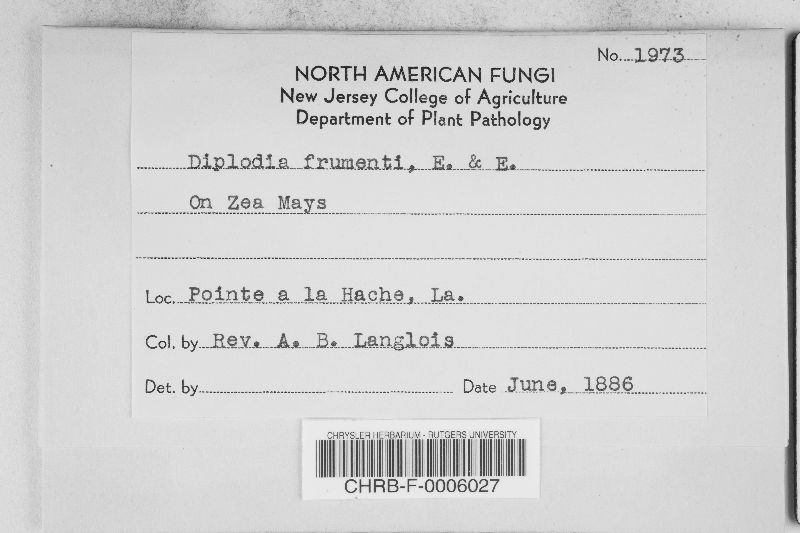 No. 1973
NORTH AMERICAN FUNGI
New Jersey College of Agriculture
Department of Plant Pathology
Diplodia frumenti, E. & E.
On Zea Mays
Loc. Pointe a la Hache, La.
Col. by Rev. A. B. Langlois
Det. by Date June, 1886
CHRYSLER HERBARIUM - RUTGERS UNIVERSITY
CHRB-F-0006027